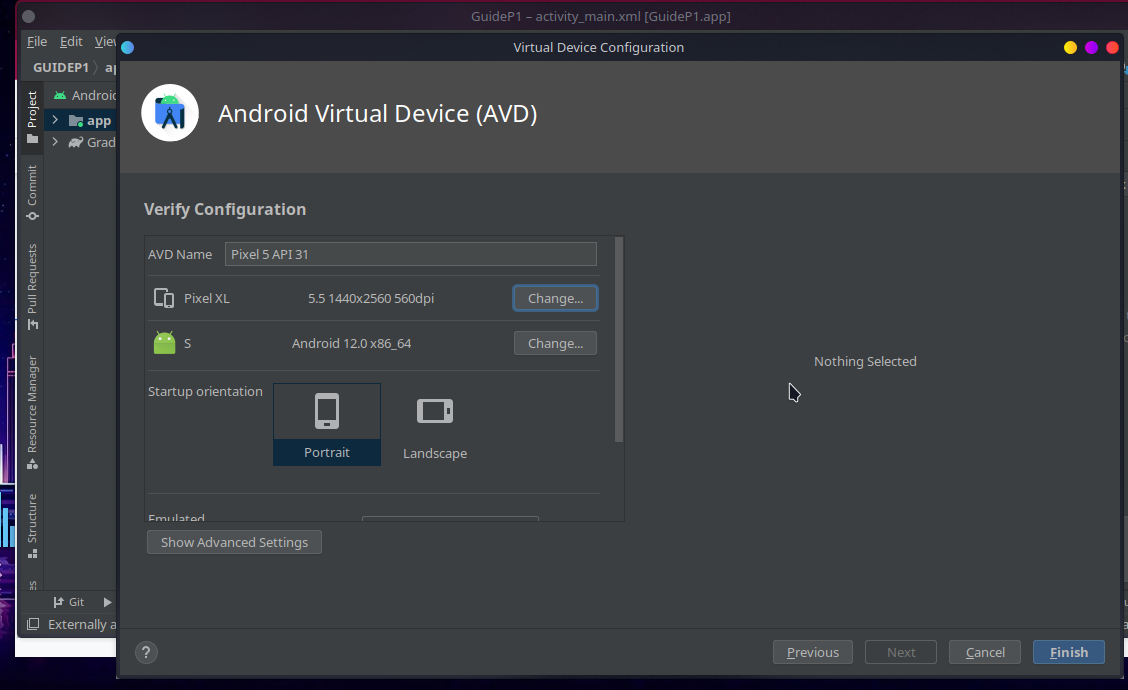 GuideP1 – activity_main.xml [GuideP1.app]
File Edit View
Virtual Device Configuration
GUIDEP1 ap
Android Virtual Device (AVD)
Android
app
Grad
Project
Commit
Pull Requests
Resource Manager
Structure
es
Verify Configuration
AVD Name Pixel 5 API 31
Pixel XL 5.5 1440x2560 560dpi Change...
S Android 12.0 x86_64 Change...
Startup orientation
Portrait
Landscape
Emulated
Show Advanced Settings
Nothing Selected
Git
Externally a
? Previous Next Cancel Finish